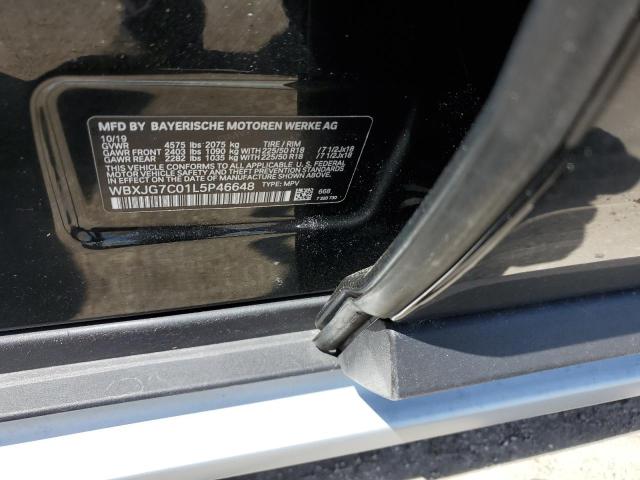 MFD BY BAYERISCHE MOTOREN WERKE AG
10/19
GVWR 4575 lbs 2075 kg TIRE / RIM
GAWR FRONT 2403 lbs 1090 kg WITH 225/50 R18 / 7 1/2Jx18
GAWR REAR 2282 lbs 1035 kg WITH 225/50 R18 / 7 1/2Jx18
THIS VEHICLE CONFORMS TO ALL APPLICABLE U. S. FEDERAL
MOTOR VEHICLE SAFETY, BUMPER, AND THEFT PREVENTION
STANDARDS IN EFFECT ON THE DATE OF MANUFACTURE SHOWN ABOVE.
WBXJG7C01L5P46648 TYPE: MPV
668